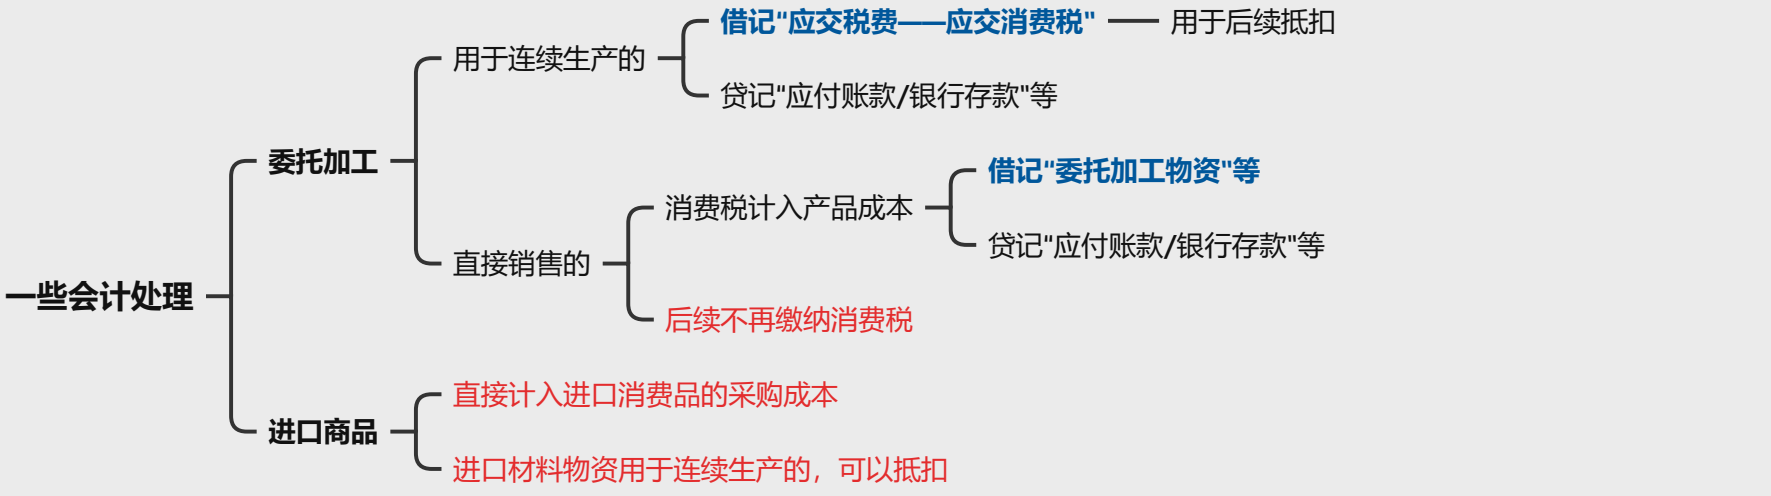 一些会计处理
委托加工
用于连续生产的
借记"应交税费——应交消费税"
用于后续抵扣
贷记"应付账款/银行存款"等
直接销售的
消费税计入产品成本
借记"委托加工物资"等
贷记"应付账款/银行存款"等
后续不再缴纳消费税
进口商品
直接计入进口消费品的采购成本
进口材料物资用于连续生产的，可以抵扣